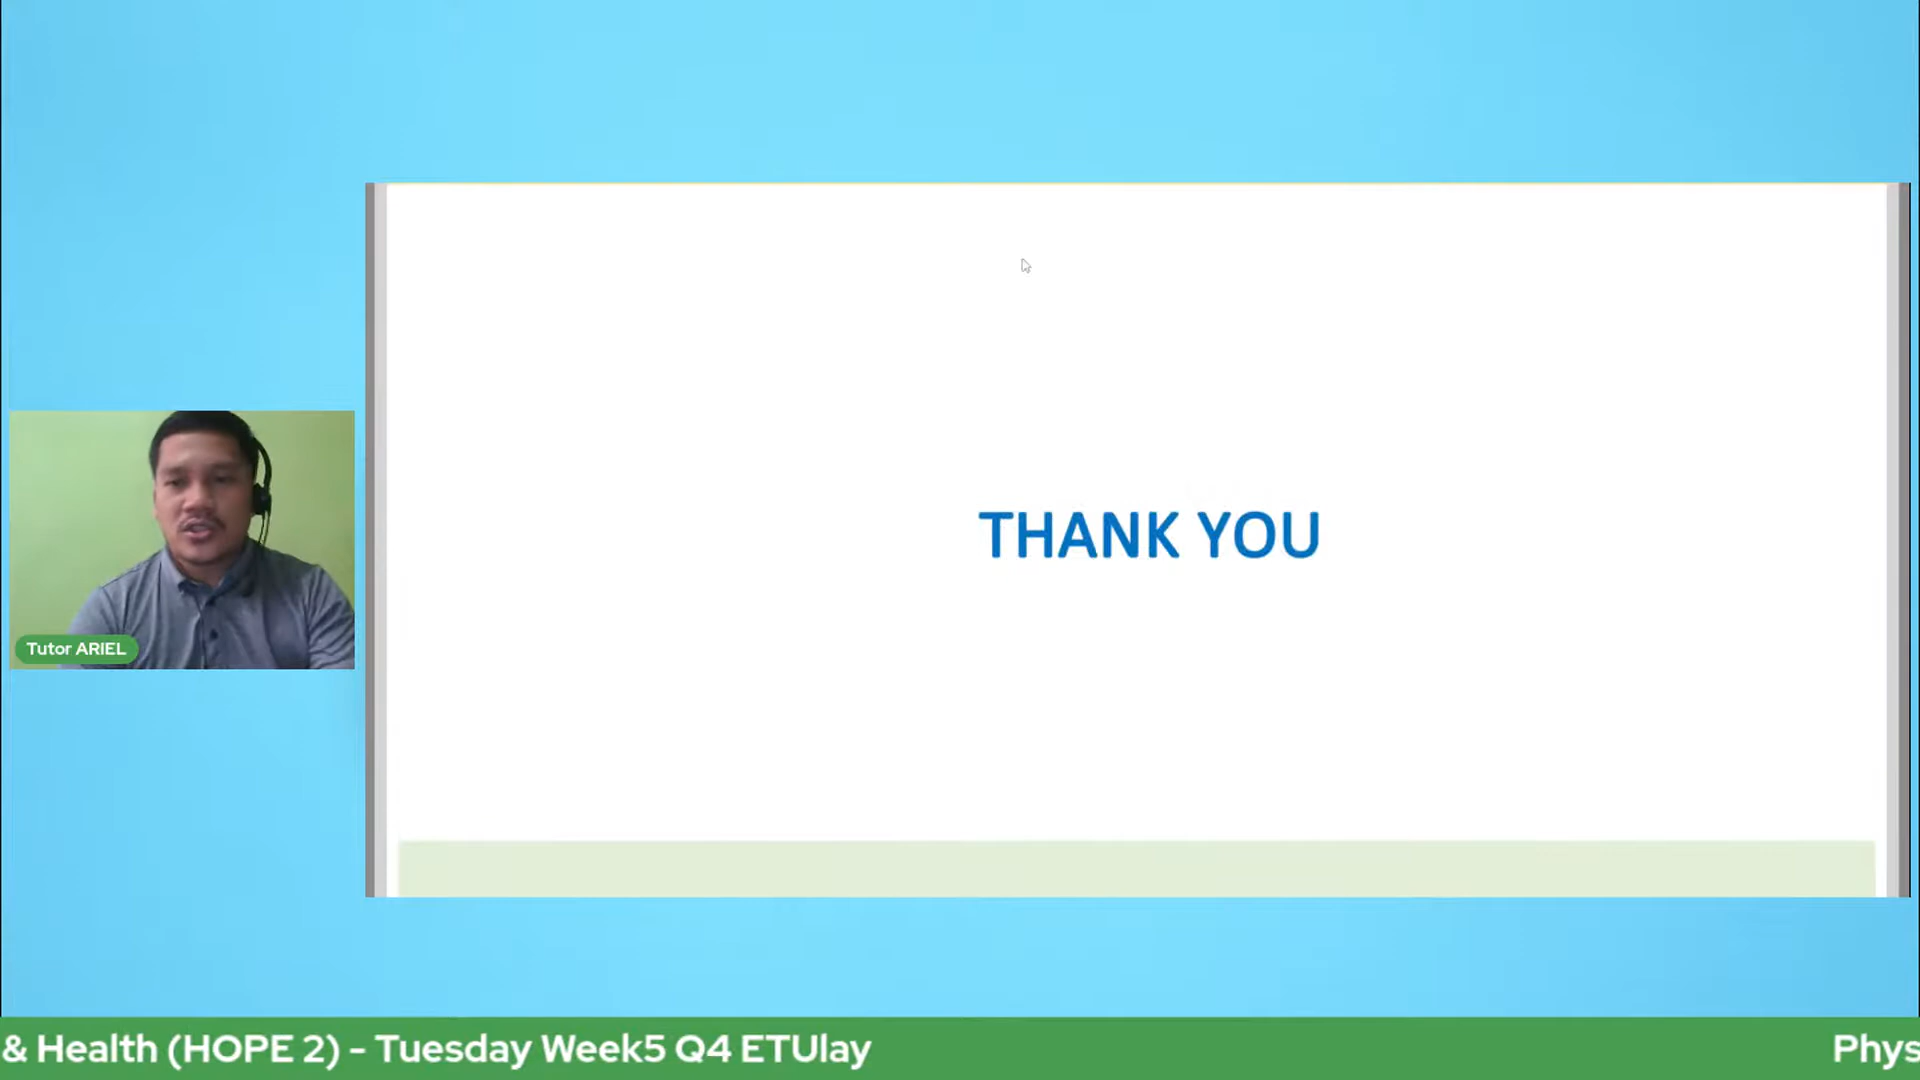 THANK YOU
Tutor ARIEL
& Health (HOPE 2) - Tuesday Week5 Q4 ETUlay
Phys